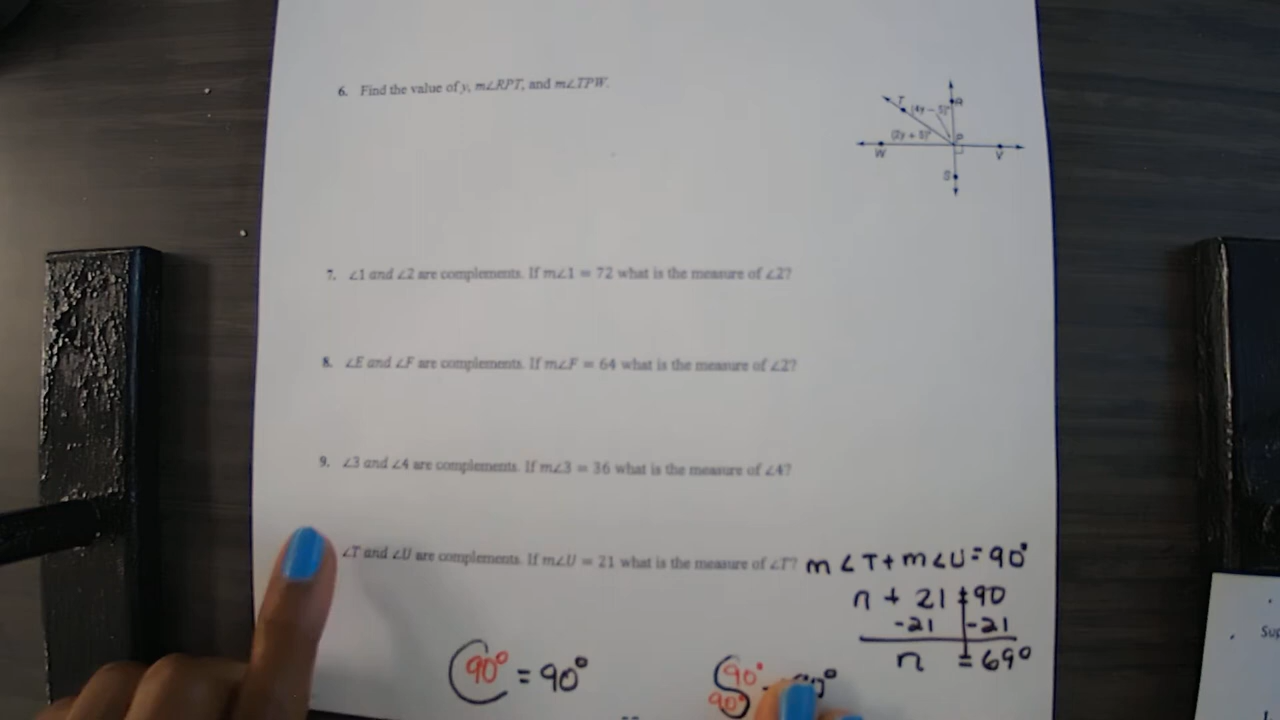 6. Find the value of y, m∠RPT, and m∠TPW.
T
(4y − 5)°
(2y + 5)°
P
W
V
S
7. ∠1 and ∠2 are complements. If m∠1 = 72 what is the measure of ∠2?
8. ∠E and ∠F are complements. If m∠F = 64 what is the measure of ∠2?
9. ∠3 and ∠4 are complements. If m∠3 = 36 what is the measure of ∠4?
∠T and ∠U are complements. If m∠U = 21 what is the measure of ∠T? m∠T+m∠U=90°
n + 21 = 90
-21 -21
n = 69°
C 90° = 90°
S 90° 90°